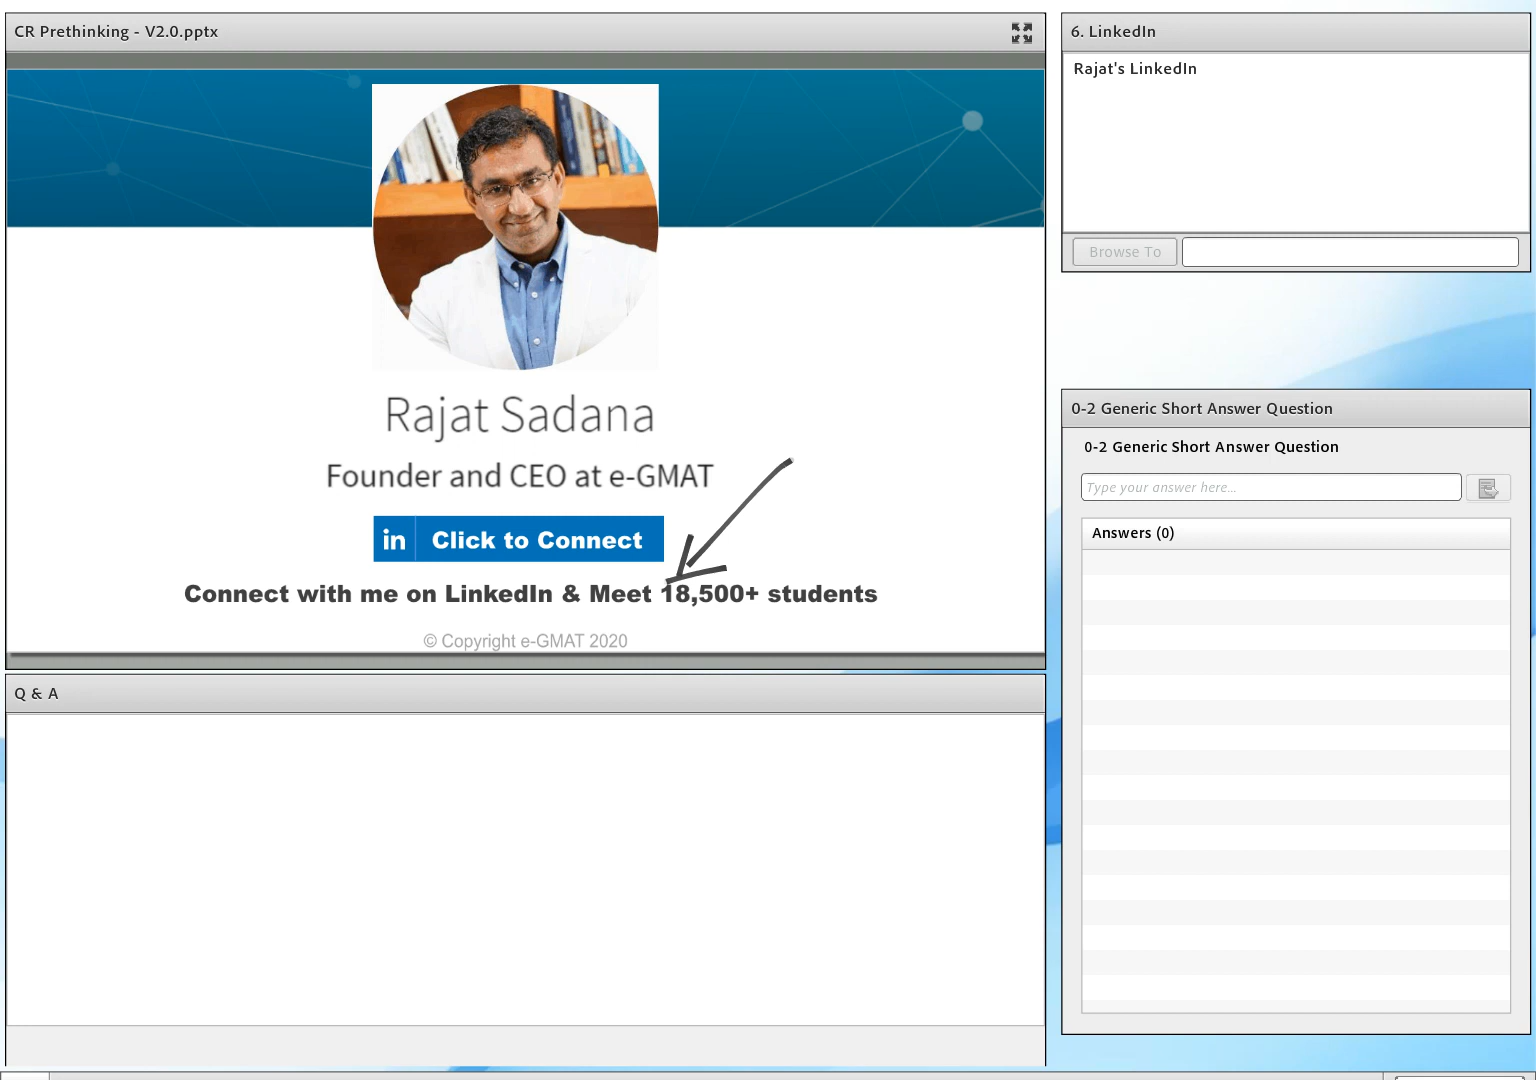 CR Prethinking - V2.0.pptx
Rajat Sadana
Founder and CEO at e-GMAT
in Click to Connect
Connect with me on LinkedIn & Meet 18,500+ students
© Copyright e-GMAT 2020
Q & A
6. LinkedIn
Rajat's LinkedIn
Browse To
0-2 Generic Short Answer Question
0-2 Generic Short Answer Question
Type your answer here...
Answers (0)